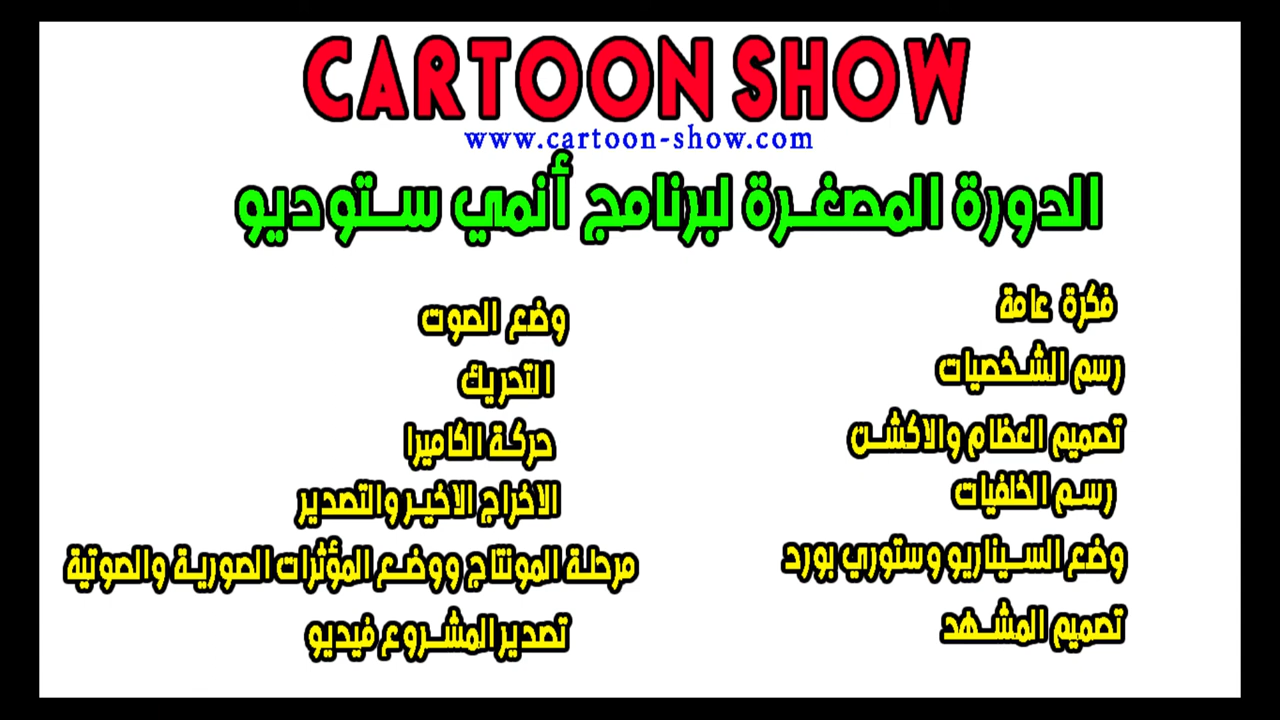 CARTOON SHOW
www.cartoon-show.com
الدورة المصغرة لبرنامج أنمي ستوديو
فكرة عامة
رسم الشخصيات
تصميم العظام والاكشن
رسم الخلفيات
وضع السيناريو وستوري بورد
تصميم المشهد
وضع الصوت
التحريك
حركة الكاميرا
الاخراج الاخير والتصدير
مرحلة المونتاج ووضع المؤثرات الصورية والصوتية
تصدير المشروع فيديو